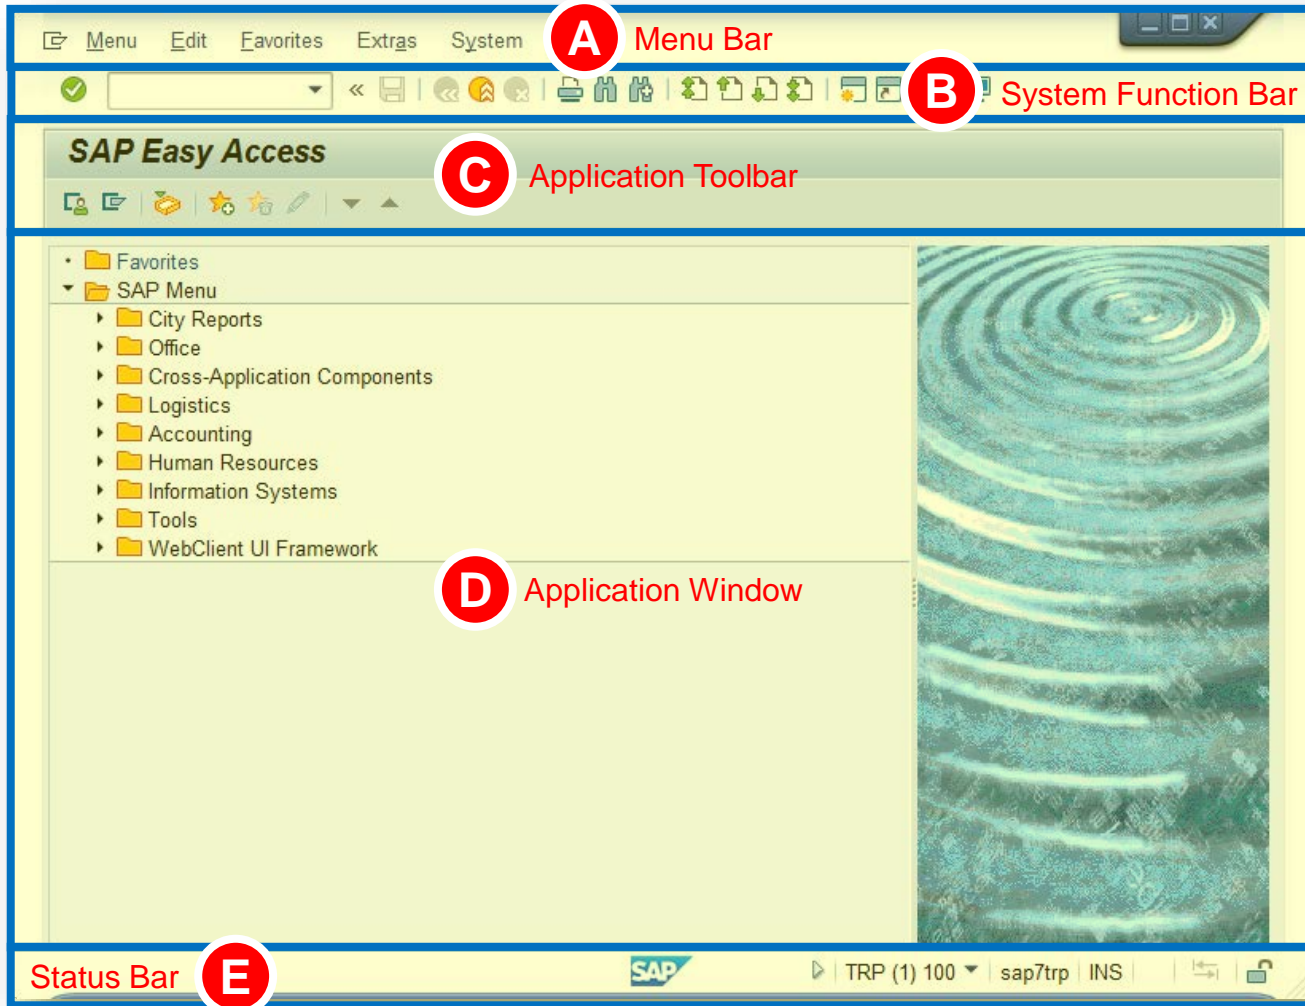 Menu Edit Favorites Extras System A Menu Bar
B System Function Bar
SAP Easy Access
C Application Toolbar
Favorites
SAP Menu
City Reports
Office
Cross-Application Components
Logistics
Accounting
Human Resources
Information Systems
Tools
WebClient UI Framework
D Application Window
Status Bar E SAP TRP (1) 100 sap7trp INS